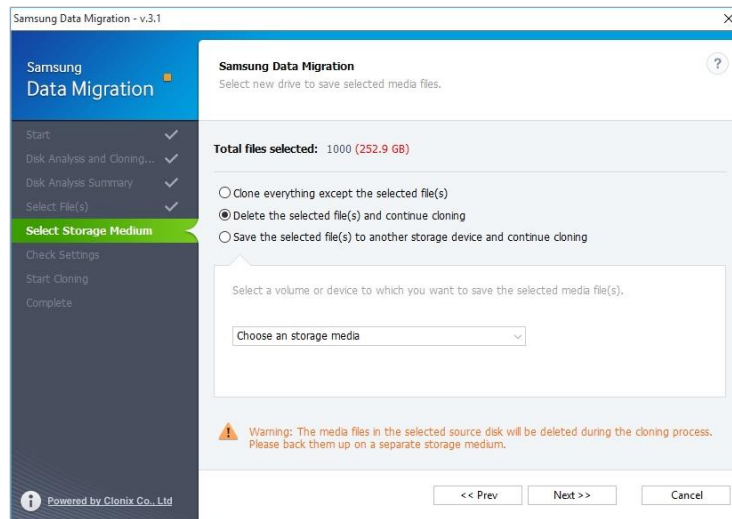 Samsung Data Migration - v.3.1
Samsung
Data Migration
Samsung Data Migration
Select new drive to save selected media files.
?
Start
Disk Analysis and Cloning...
Disk Analysis Summary
Select File(s)
Select Storage Medium
Check Settings
Start Cloning
Complete
Total files selected: 1000 (252.9 GB)
Clone everything except the selected file(s)
Delete the selected file(s) and continue cloning
Save the selected file(s) to another storage device and continue cloning
Select a volume or device to which you want to save the selected media file(s).
Choose an storage media
Warning: The media files in the selected source disk will be deleted during the cloning process.
Please back them up on a separate storage medium.
Powered by Clonix Co., Ltd
<< Prev
Next >>
Cancel